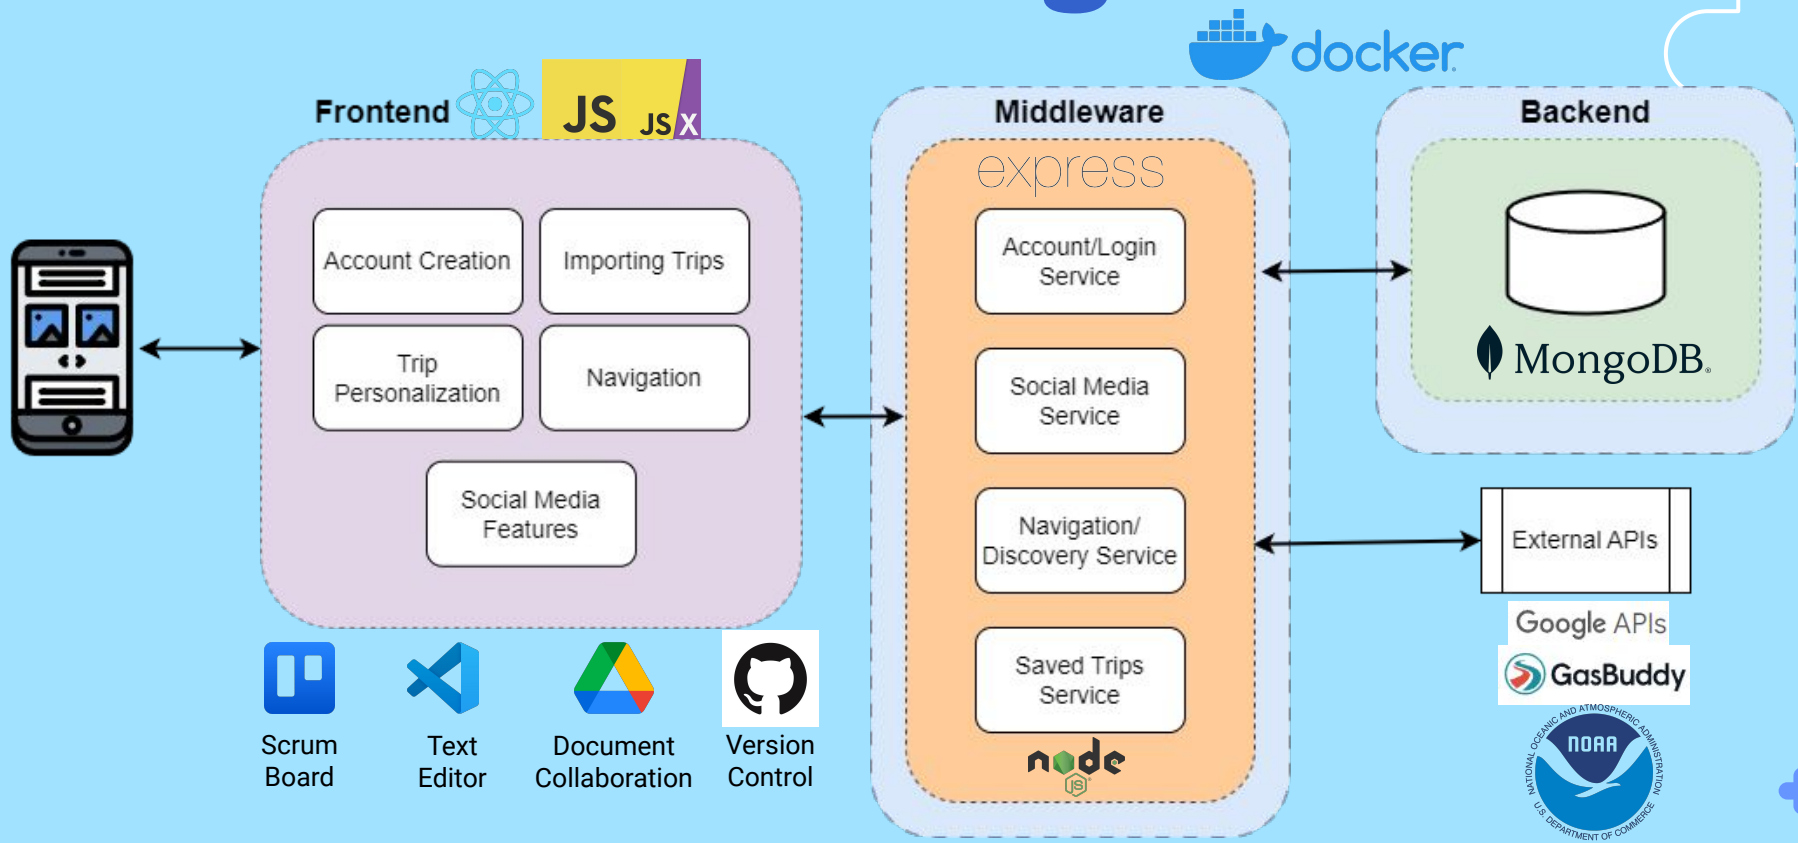 docker
Frontend
JS
JSX
Account Creation
Importing Trips
Trip
Personalization
Navigation
Social Media
Features
Middleware
express
Account/Login
Service
Social Media
Service
Navigation/
Discovery Service
Saved Trips
Service
node
JS
Backend
MongoDB®
External APIs
Google APIs
GasBuddy
NATIONAL OCEANIC AND ATMOSPHERIC ADMINISTRATION
NOAA
U.S. DEPARTMENT OF COMMERCE
Scrum
Board
Text
Editor
Document
Collaboration
Version
Control